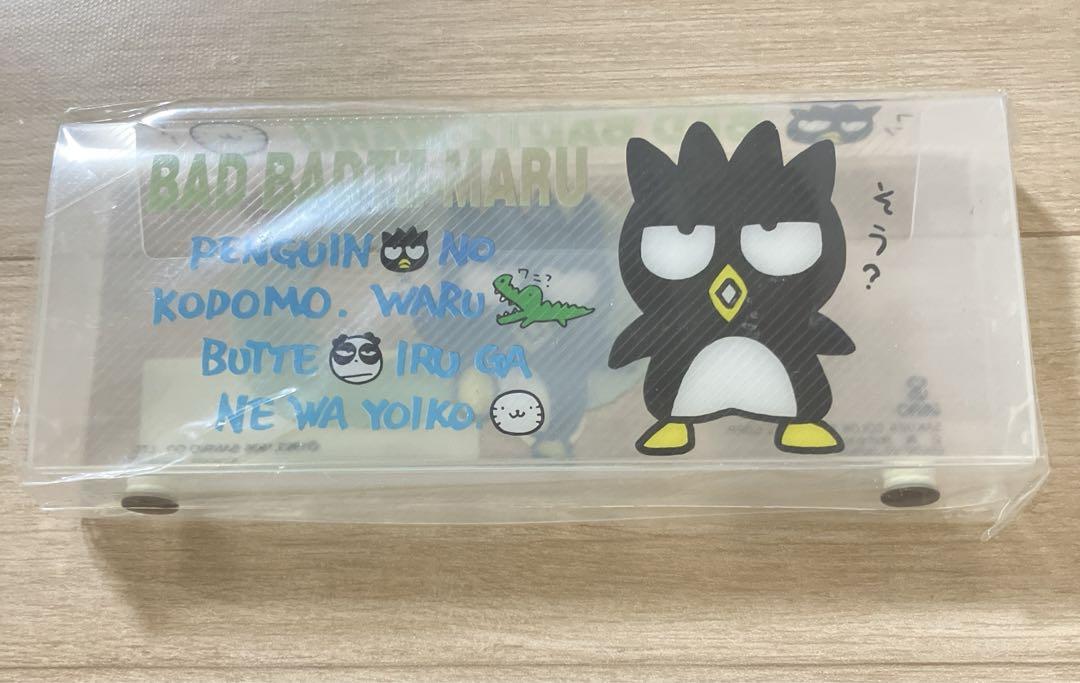 BAD BADTZ-MARU
PENGUIN NO
KODOMO. WARU
ワニ?
BUTTE IRU GA
NE WA YOIKO.
そう?